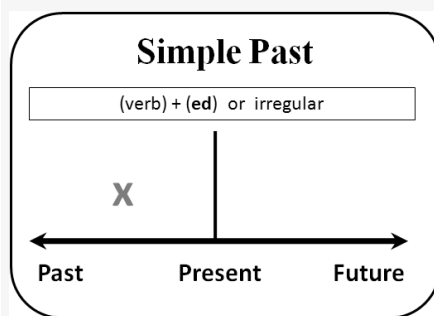 Simple Past
(verb) + (ed) or irregular
X
Past Present Future